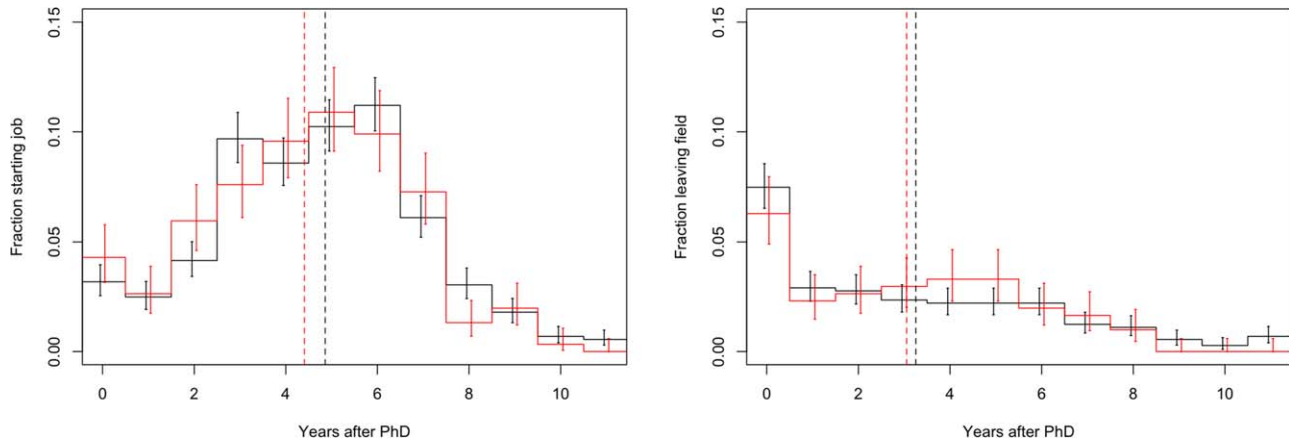 0.15
0.10
0.05
0.00
Fraction starting job
0 2 4 6 8 10
Years after PhD
0.15
0.10
0.05
0.00
Fraction leaving field
0 2 4 6 8 10
Years after PhD